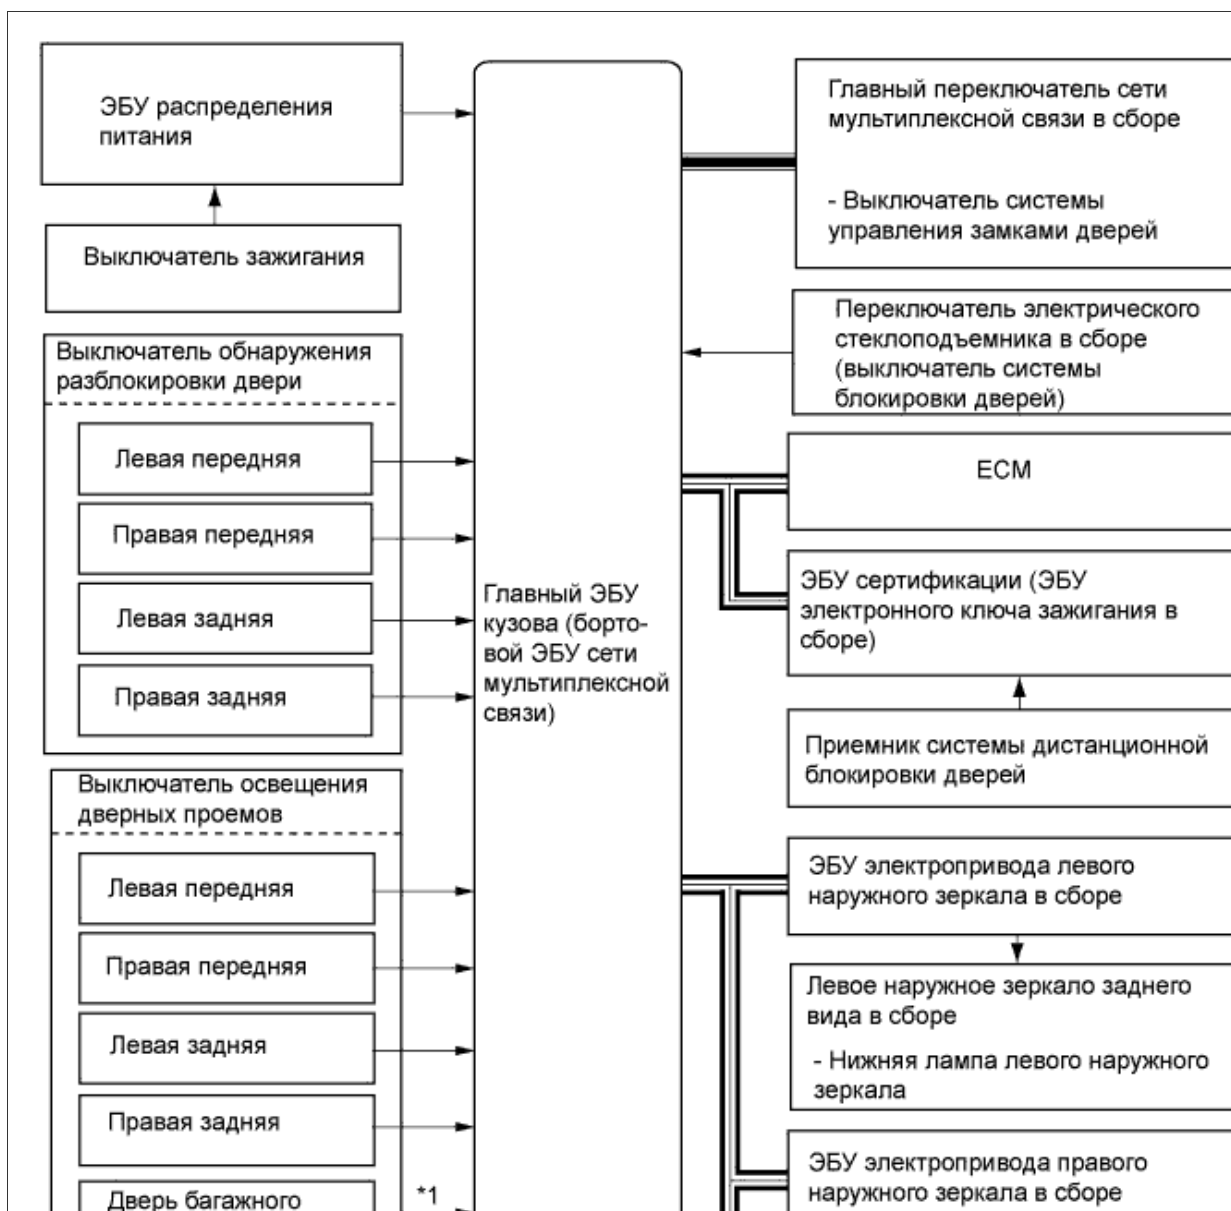 ЭБУ распределения
питания
Выключатель зажигания
Выключатель обнаружения
разблокировки двери
Левая передняя
Правая передняя
Левая задняя
Правая задняя
Выключатель освещения
дверных проемов
Левая передняя
Правая передняя
Левая задняя
Правая задняя
Дверь багажного
*1
Главный ЭБУ
кузова (борто-
вой ЭБУ сети
мультиплексной
связи)
Главный переключатель сети
мультиплексной связи в сборе
- Выключатель системы
управления замками дверей
Переключатель электрического
стеклоподъемника в сборе
(выключатель системы
блокировки дверей)
ECM
ЭБУ сертификации (ЭБУ
электронного ключа зажигания в
сборе)
Приемник системы дистанционной
блокировки дверей
ЭБУ электропривода левого
наружного зеркала в сборе
Левое наружное зеркало заднего
вида в сборе
- Нижняя лампа левого наружного
зеркала
ЭБУ электропривода правого
наружного зеркала в сборе